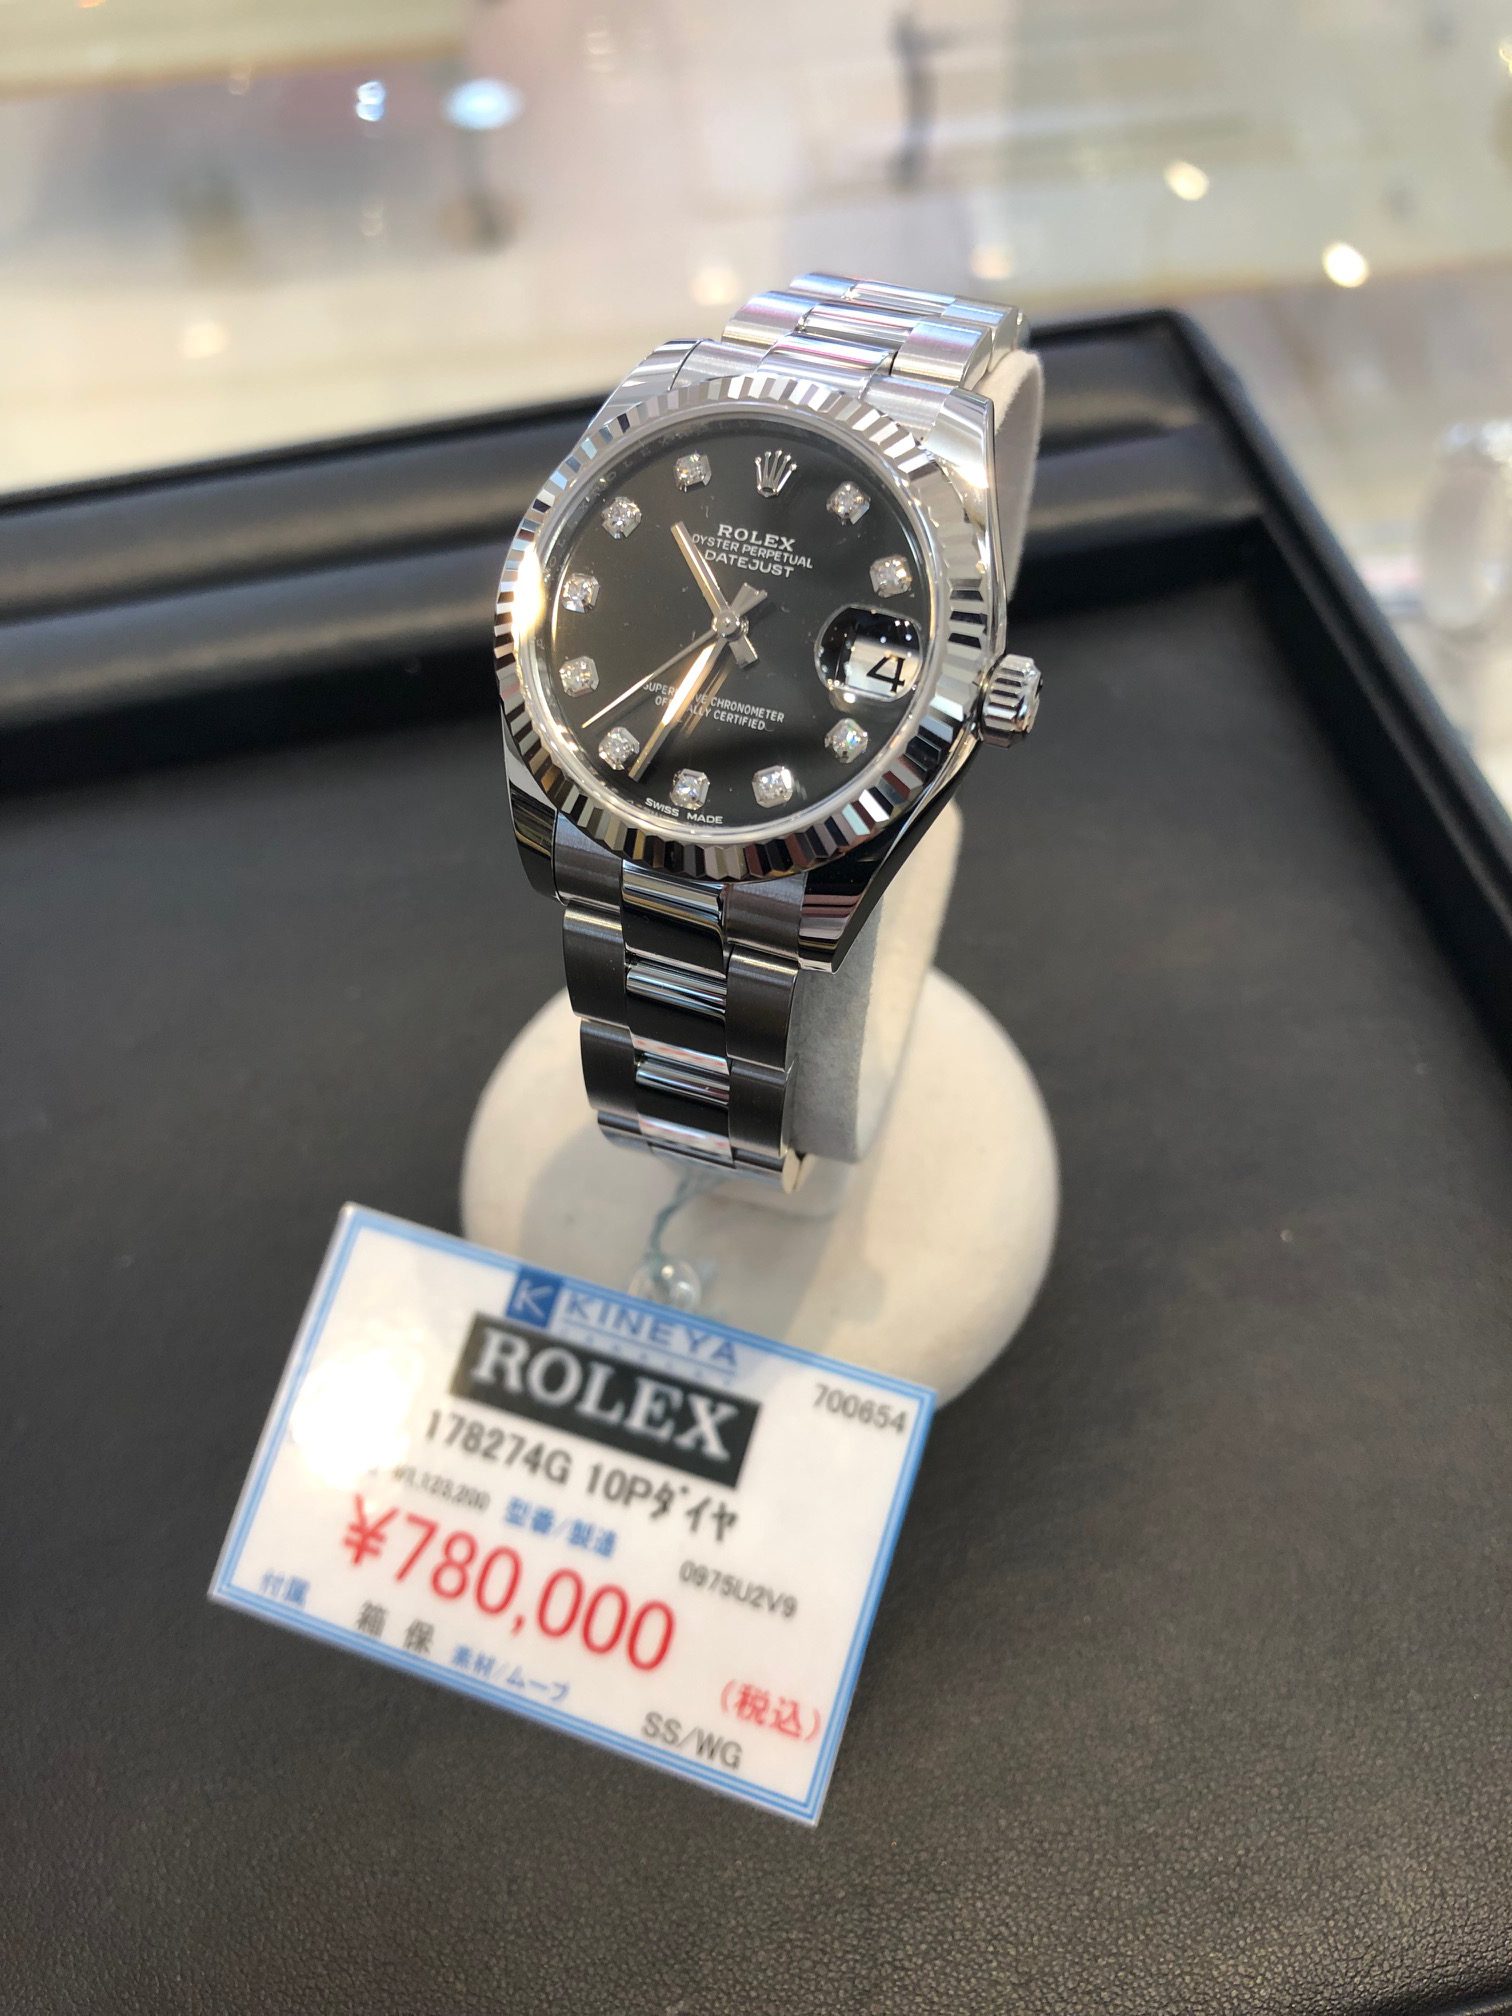 ROLEX
OYSTER PERPETUAL
DATEJUST
4
CHRONOMETER
CERTIFIED
SWISS MADE
K KINEYA
ROLEX
700654
178274G 10Pダイヤ
型番/製造
0975U2V9
¥780,000
(税込)
付属
箱 保
素材/ムーブ
SS/WG